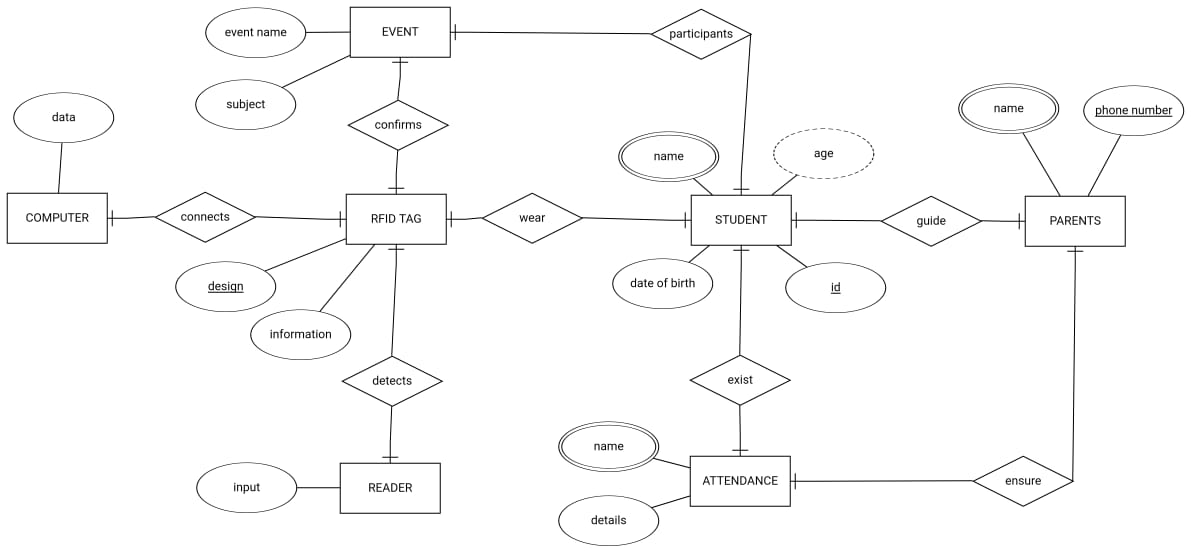 event name
EVENT
participants
subject
data
confirms
name
phone number
name
age
COMPUTER
connects
RFID TAG
wear
STUDENT
guide
PARENTS
design
date of birth
id
information
detects
exist
name
input
READER
ATTENDANCE
ensure
details